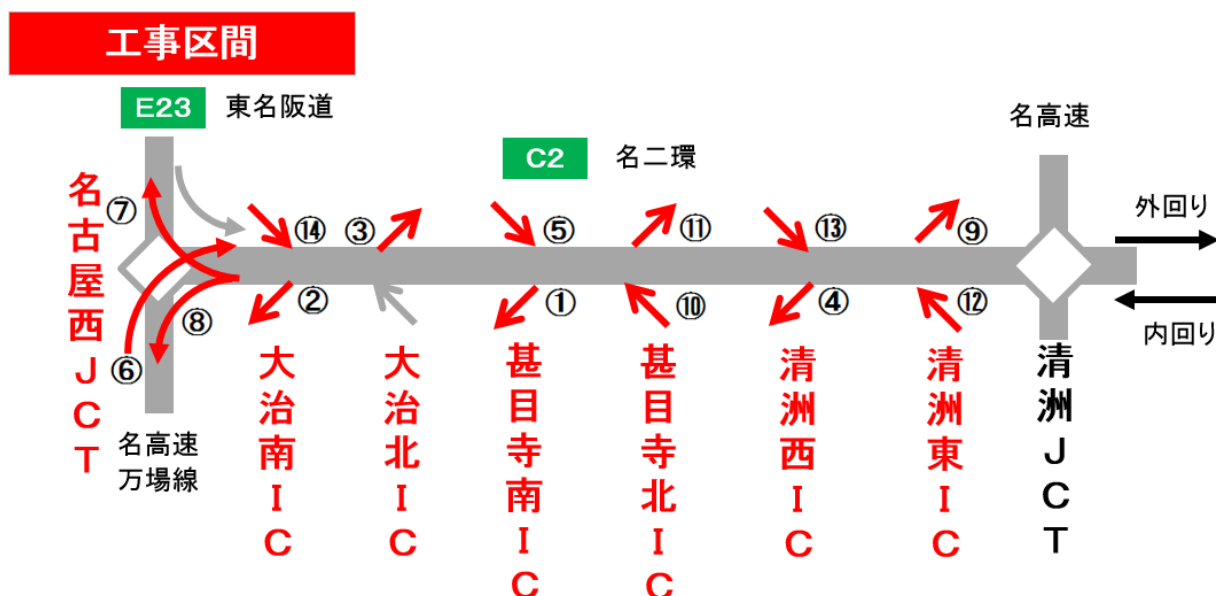 工事区間
E23 東名阪道
C2 名二環
名高速
外回り
内回り
⑦ ⑭ ③ ⑤ ⑪ ⑬ ⑨
⑧ ⑥ ② ① ⑩ ④ ⑫
名古屋西JCT
名高速
万場線
大治南IC
大治北IC
甚目寺南IC
甚目寺北IC
清洲西IC
清洲東IC
清洲JCT